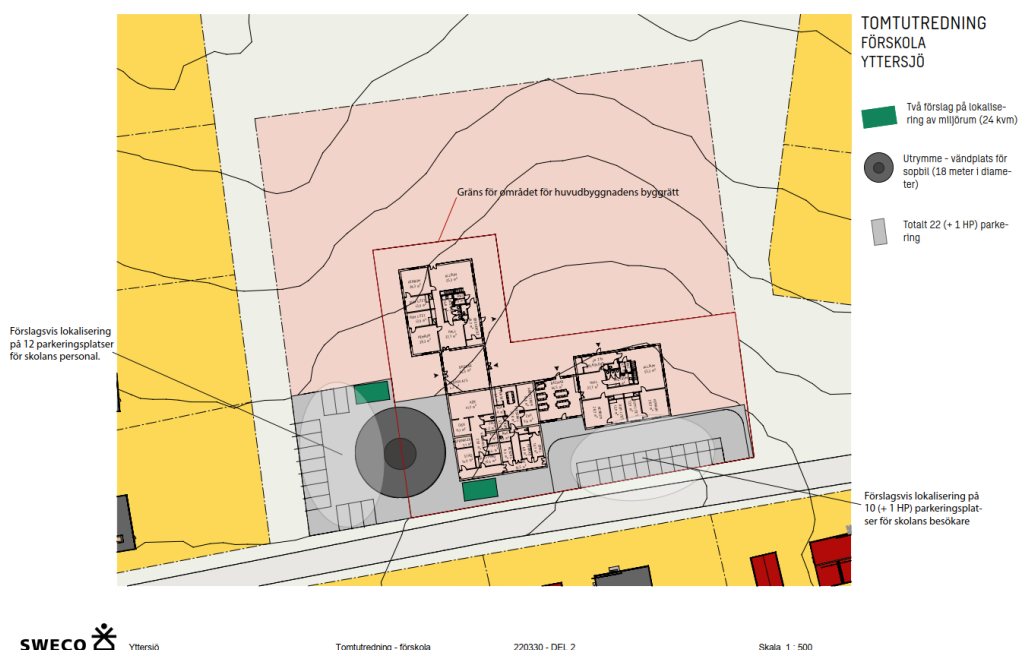 TOMTUTREDNING
FÖRSKOLA
YTTERSJÖ
Två förslag på lokalise-
ring av miljörum (24 kvm)
Utrymme - vändplats för
sopbil (18 meter i diame-
ter)
Totalt 22 (+ 1 HP) parke-
ring
Gräns för området för huvudbyggnadens byggrätt
Förslagsvis lokalisering
på 12 parkeringsplatser
för skolans personal.
Förslagsvis lokalisering på
10 (+ 1 HP) parkeringsplat-
ser för skolans besökare
SWECO
Yttersjö
Tomtutredning - förskola
220330 - DEL 2
Skala 1 : 500